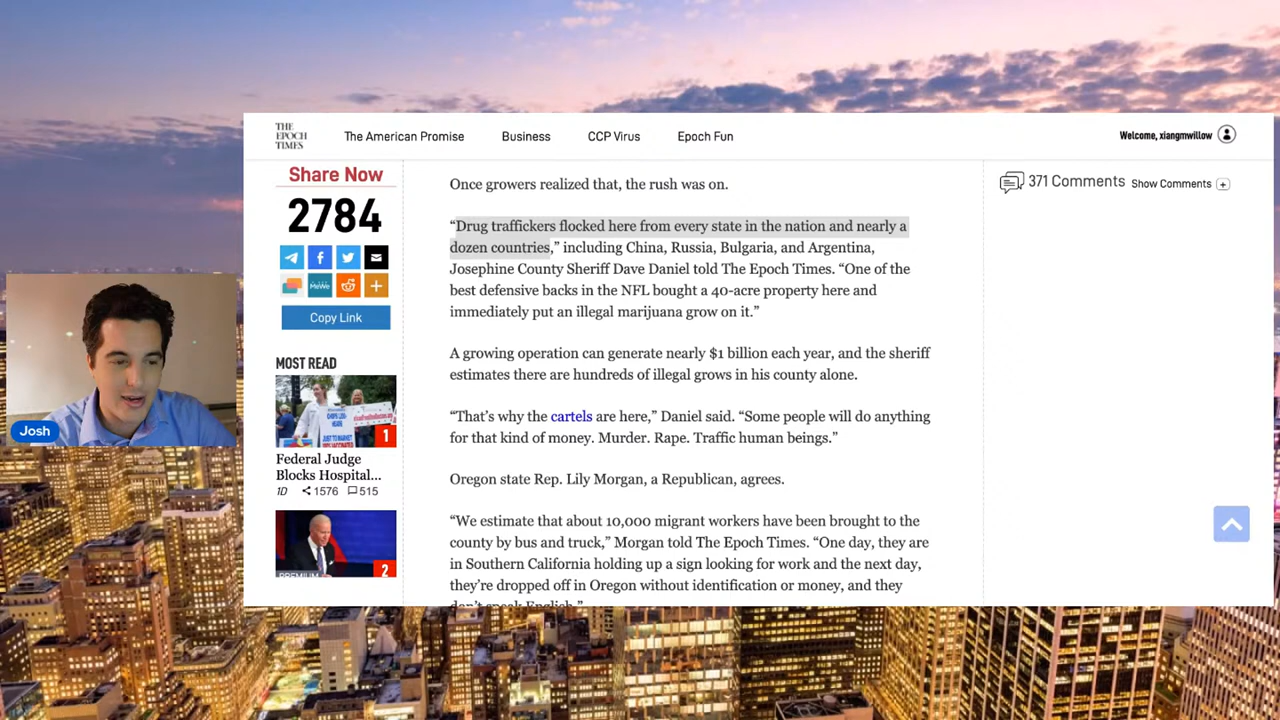 THE
EPOCH
TIMES
The American Promise
Business
CCP Virus
Epoch Fun
Welcome, xiangmwillow
Share Now
2784
MeWe
Copy Link
MOST READ
1
Federal Judge
Blocks Hospital...
1D 1576 515
PREMIUM
2
Once growers realized that, the rush was on.
“Drug traffickers flocked here from every state in the nation and nearly a
dozen countries,” including China, Russia, Bulgaria, and Argentina,
Josephine County Sheriff Dave Daniel told The Epoch Times. “One of the
best defensive backs in the NFL bought a 40-acre property here and
immediately put an illegal marijuana grow on it.”
A growing operation can generate nearly $1 billion each year, and the sheriff
estimates there are hundreds of illegal grows in his county alone.
“That’s why the cartels are here,” Daniel said. “Some people will do anything
for that kind of money. Murder. Rape. Traffic human beings.”
Oregon state Rep. Lily Morgan, a Republican, agrees.
“We estimate that about 10,000 migrant workers have been brought to the
county by bus and truck,” Morgan told The Epoch Times. “One day, they are
in Southern California holding up a sign looking for work and the next day,
they’re dropped off in Oregon without identification or money, and they
don’t speak English.”
371 Comments Show Comments +
Josh